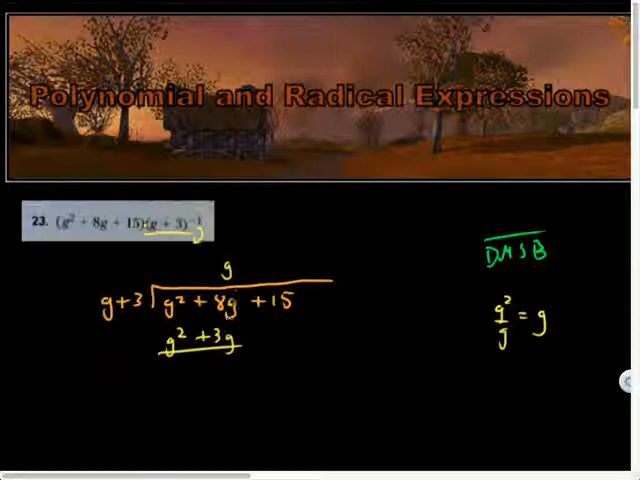 Polynomial and Radical Expressions
23. (g² + 8g + 15)(g + 3)⁻¹
g
g+3 g² + 8g + 15
g² + 3g
DMSB
g²/g = g